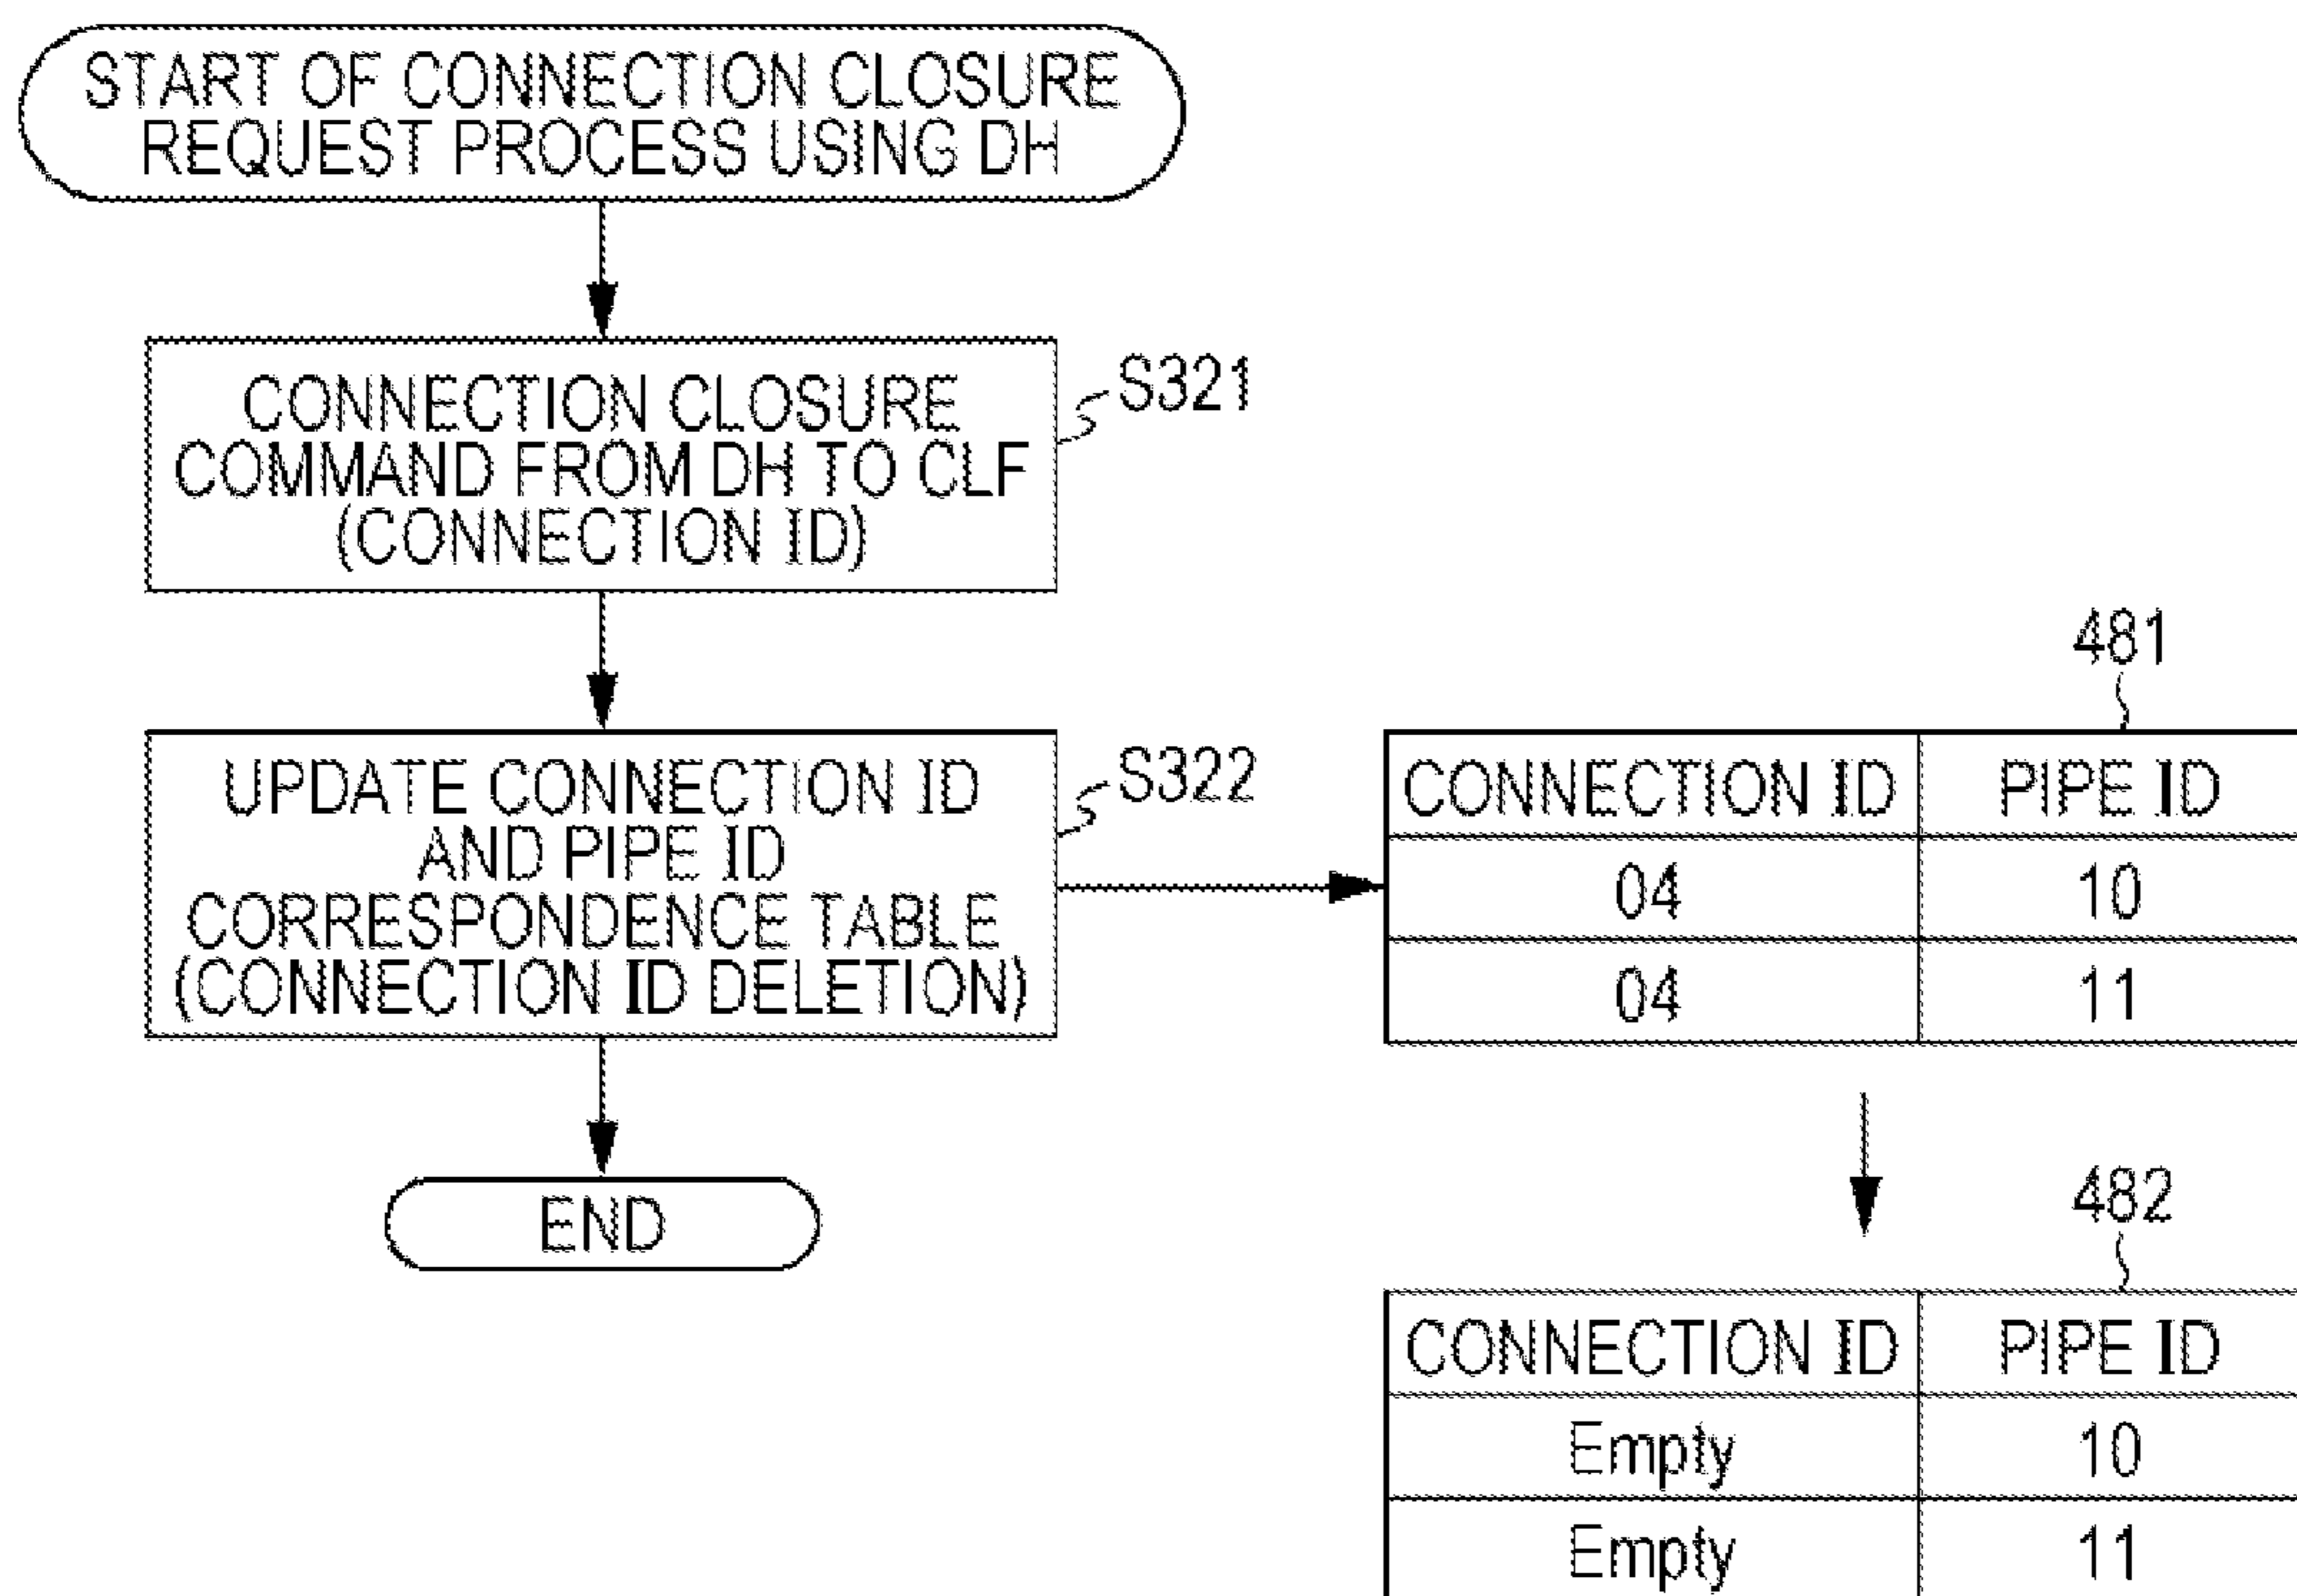 START OF CONNECTION CLOSURE
REQUEST PROCESS USING DH
CONNECTION CLOSURE
COMMAND FROM DH TO CLF
(CONNECTION ID)
S321
UPDATE CONNECTION ID
AND PIPE ID
CORRESPONDENCE TABLE
(CONNECTION ID DELETION)
S322
END
481
CONNECTION ID PIPE ID
04 10
04 11
482
CONNECTION ID PIPE ID
Empty 10
Empty 11